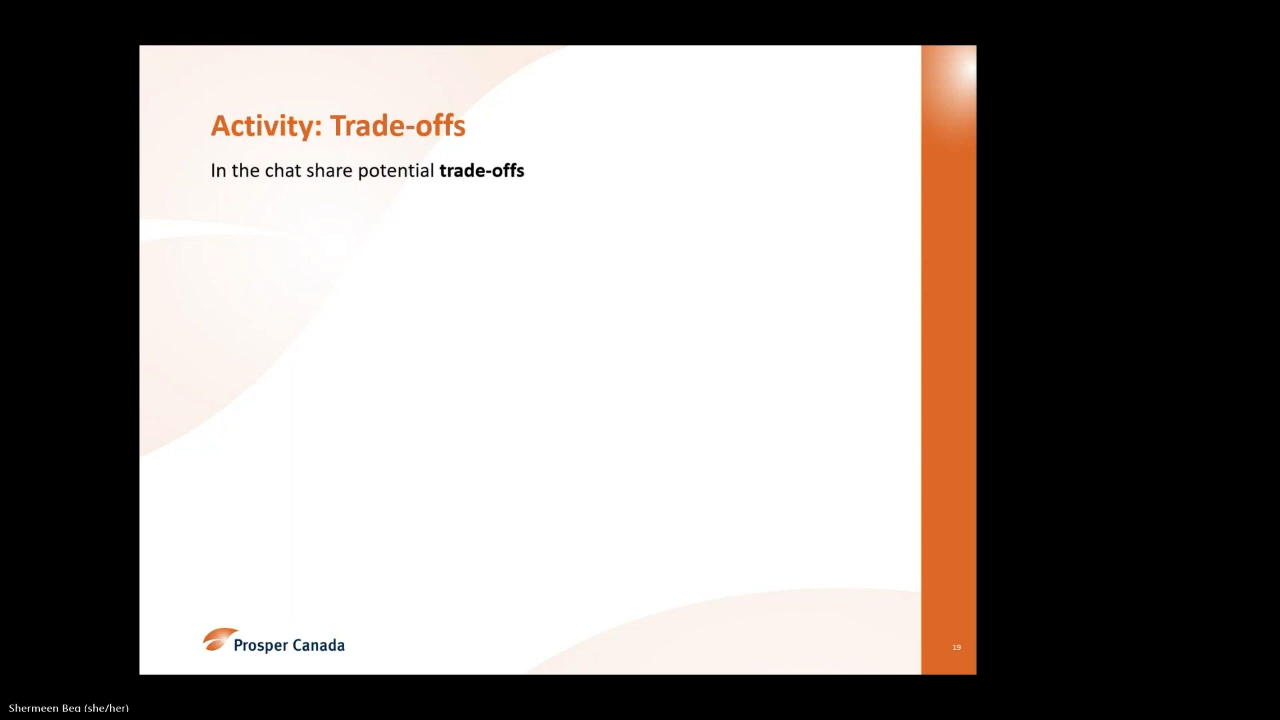 Activity: Trade-offs
In the chat share potential trade-offs
Prosper Canada
19
Shermeen Beg (she/her)